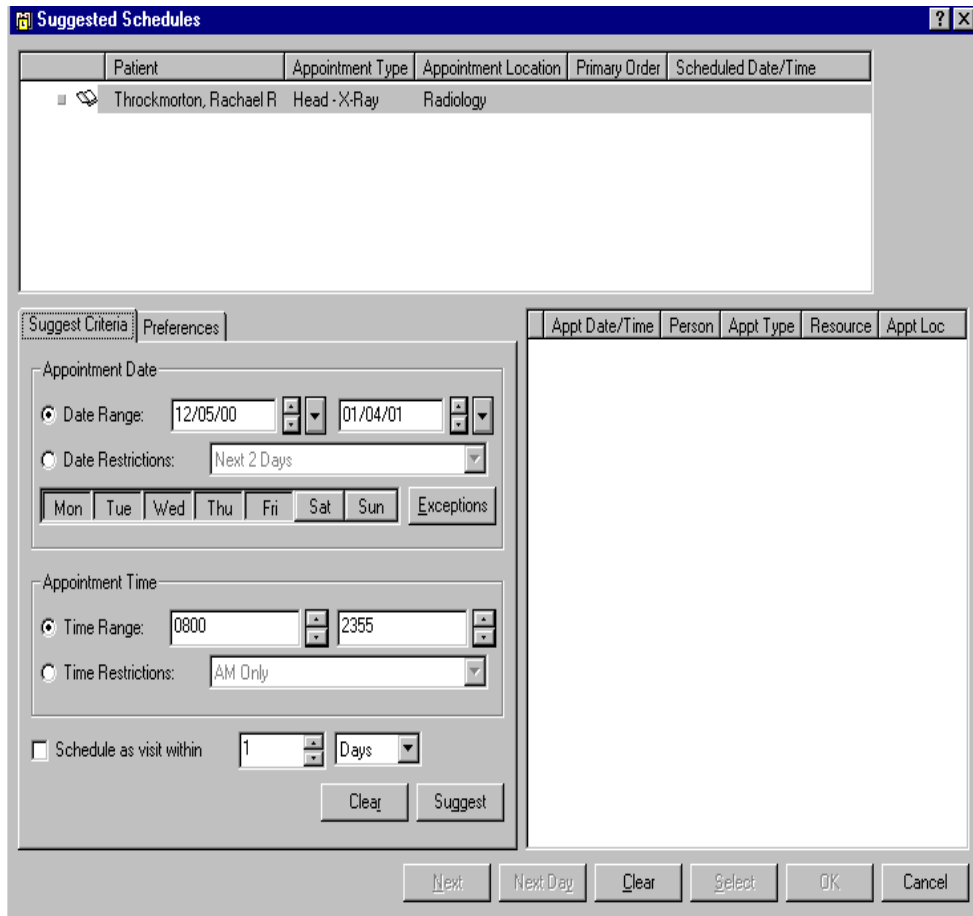 Suggested Schedules
Patient Appointment Type Appointment Location Primary Order Scheduled Date/Time
Throckmorton, Rachael R Head - X-Ray Radiology
Suggest Criteria Preferences
Appointment Date
Date Range: 12/05/00 01/04/01
Date Restrictions: Next 2 Days
Mon Tue Wed Thu Fri Sat Sun Exceptions
Appointment Time
Time Range: 0800 2355
Time Restrictions: AM Only
Schedule as visit within 1 Days
Clear Suggest
Appt Date/Time Person Appt Type Resource Appt Loc
Next Next Day Clear Select OK Cancel